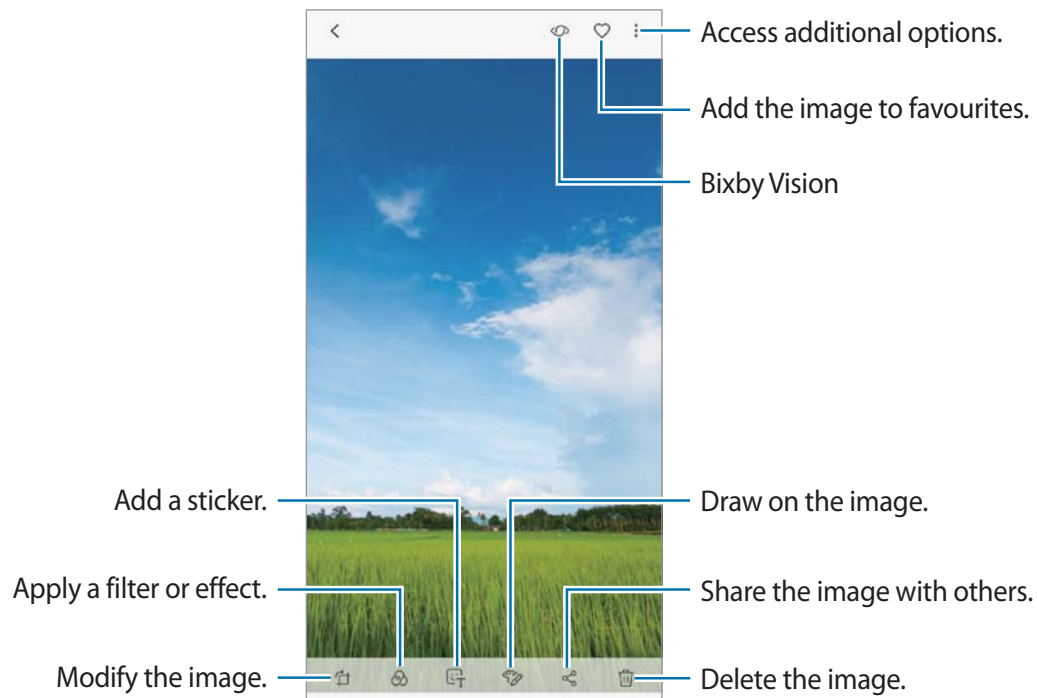 Access additional options.
Add the image to favourites.
Bixby Vision
Add a sticker.
Draw on the image.
Apply a filter or effect.
Share the image with others.
Modify the image.
Delete the image.